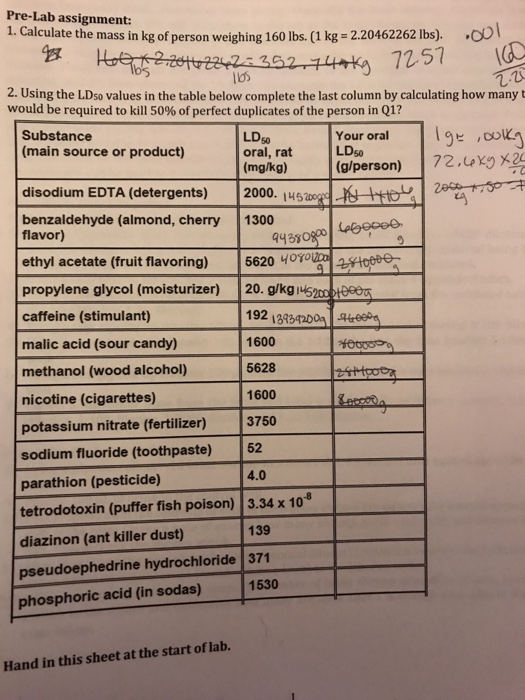 Pre-Lab assignment:
1. Calculate the mass in kg of person weighing 160 lbs. (1 kg = 2.20462262 lbs). .001
72.57 160
lbs lbs
2. Using the LD50 values in the table below complete the last column by calculating how many
would be required to kill 50% of perfect duplicates of the person in Q1?
Substance (main source or product) LD50 oral, rat (mg/kg) Your oral LD50 (g/person)
disodium EDTA (detergents) 2000.
benzaldehyde (almond, cherry flavor) 1300 94380800 g
ethyl acetate (fruit flavoring) 5620 g
propylene glycol (moisturizer) 20. g/kg
caffeine (stimulant) 192 13939200g
malic acid (sour candy) 1600
methanol (wood alcohol) 5628
nicotine (cigarettes) 1600
potassium nitrate (fertilizer) 3750
sodium fluoride (toothpaste) 52
parathion (pesticide) 4.0
tetrodotoxin (puffer fish poison) 3.34 x 10-8
diazinon (ant killer dust) 139
pseudoephedrine hydrochloride 371
phosphoric acid (in sodas) 1530
Hand in this sheet at the start of lab.